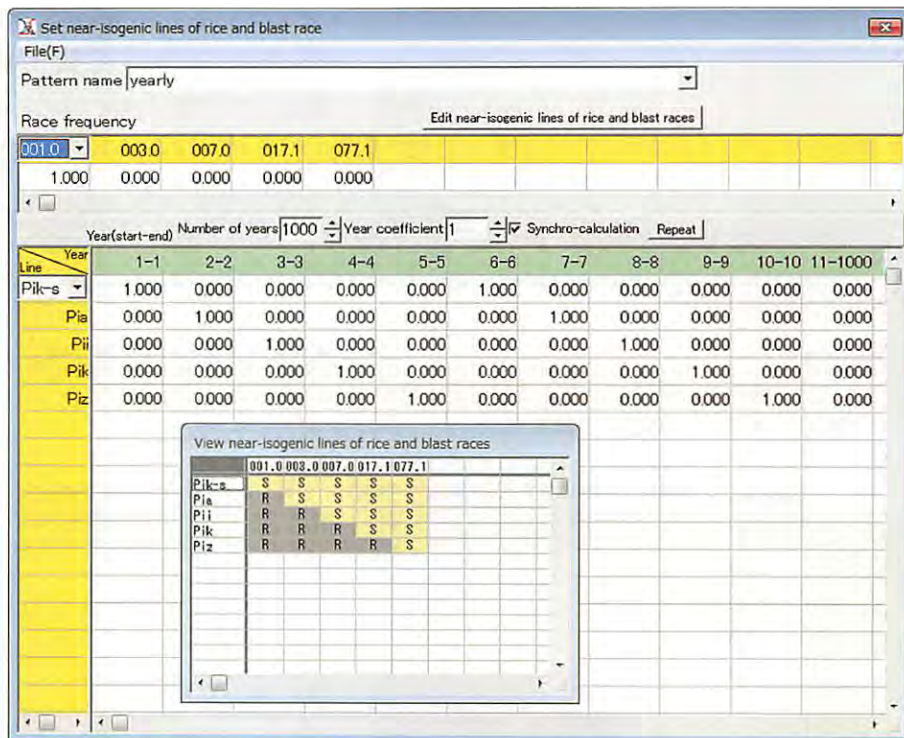 Set near-isogenic lines of rice and blast race
File(F)
Pattern name yearly
Race frequency Edit near-isogenic lines of rice and blast races
001.0 003.0 007.0 017.1 077.1
1.000 0.000 0.000 0.000 0.000
Year(start-end) Number of years 1000 Year coefficient 1 Synchro-calculation Repeat
Line Year 1-1 2-2 3-3 4-4 5-5 6-6 7-7 8-8 9-9 10-10 11-1000
Pik-s 1.000 0.000 0.000 0.000 0.000 1.000 0.000 0.000 0.000 0.000 0.000
Pia 0.000 1.000 0.000 0.000 0.000 0.000 1.000 0.000 0.000 0.000 0.000
Pii 0.000 0.000 1.000 0.000 0.000 0.000 0.000 1.000 0.000 0.000 0.000
Pik 0.000 0.000 0.000 1.000 0.000 0.000 0.000 0.000 1.000 0.000 0.000
Piz 0.000 0.000 0.000 0.000 1.000 0.000 0.000 0.000 0.000 1.000 0.000
View near-isogenic lines of rice and blast races
001.0 003.0 007.0 017.1 077.1
Pik-s S S S S S
Pia R S S S S
Pii R R S S S
Pik R R R S S
Piz R R R R S